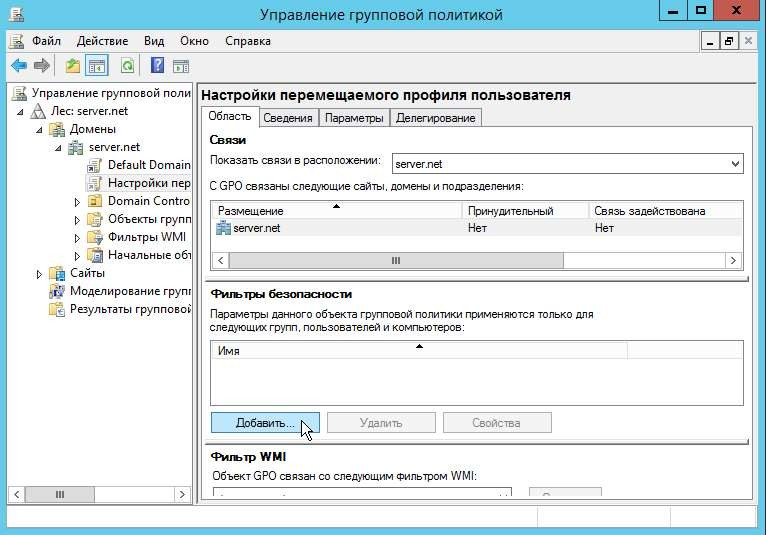 Управление групповой политикой
Файл Действие Вид Окно Справка
Управление групповой поли
Лес: server.net
Домены
server.net
Default Domain
Настройки пер
Domain Contro
Объекты групп
Фильтры WMI
Начальные объ
Сайты
Моделирование групп
Результаты групповой
Настройки перемещаемого профиля пользователя
Область Сведения Параметры Делегирование
Связи
Показать связи в расположении: server.net
С GPO связаны следующие сайты, домены и подразделения:
Размещение Принудительный Связь задействована
server.net Нет Нет
Фильтры безопасности
Параметры данного объекта групповой политики применяются только для
следующих групп, пользователей и компьютеров:
Имя
Добавить... Удалить Свойства
Фильтр WMI
Объект GPO связан со следующим фильтром WMI: